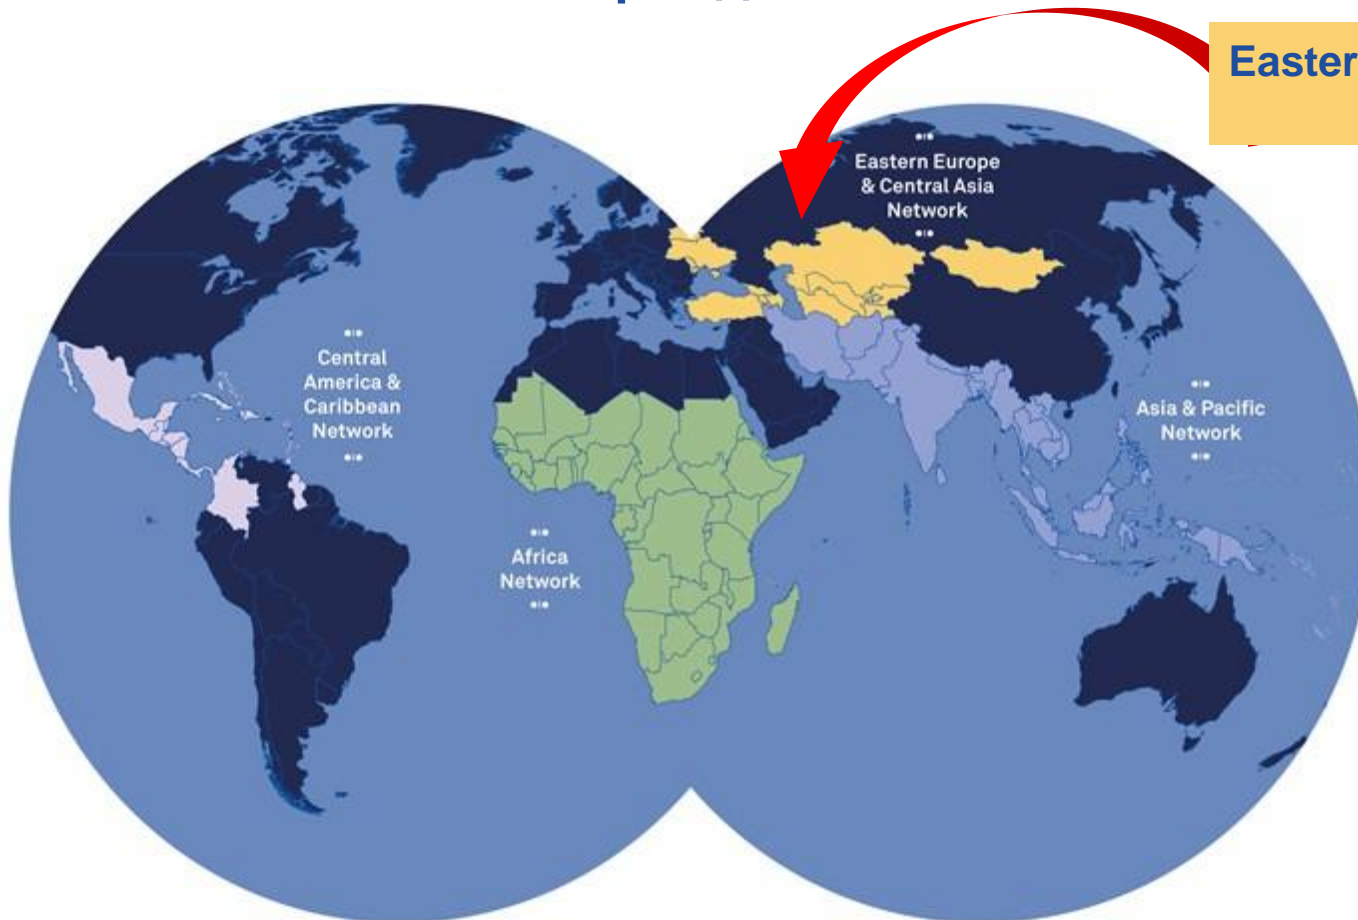 Easter
Eastern Europe
& Central Asia
Network
Central
America &
Caribbean
Network
Asia & Pacific
Network
Africa
Network